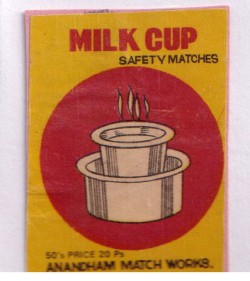 MILK CUP
SAFETY MATCHES
50's PRICE 20 Ps
ANANDHAM MATCH WORKS.